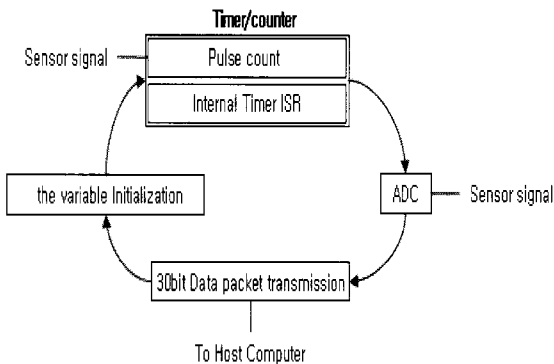 Timer/counter
Sensor signal
Pulse count
Internal Timer ISR
the variable Initialization
ADC
Sensor signal
30bit Data packet transmission
To Host Computer